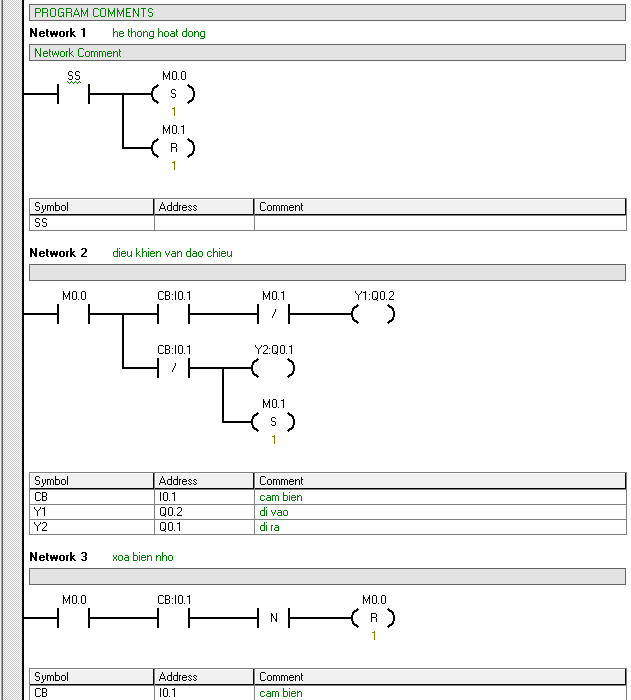 PROGRAM COMMENTS
Network 1 he thong hoat dong
Network Comment
SS M0.0
S
1
M0.1
R
1
Symbol Address Comment
SS
Network 2 dieu khien van dao chieu
M0.0 CB:I0.1 M0.1 Y1:Q0.2
/
CB:I0.1 Y2:Q0.1
/
M0.1
S
1
Symbol Address Comment
CB I0.1 cam bien
Y1 Q0.2 di vao
Y2 Q0.1 di ra
Network 3 xoa bien nho
M0.0 CB:I0.1 M0.0
N R
1
Symbol Address Comment
CB I0.1 cam bien